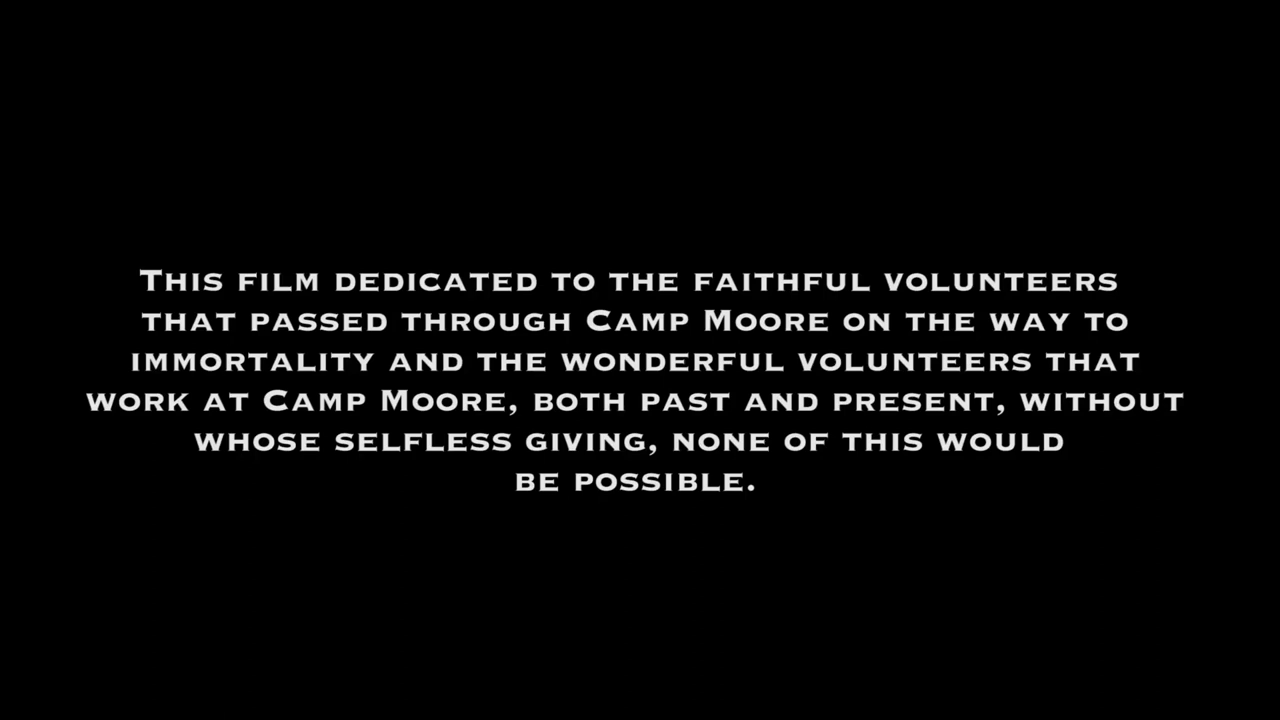 This film dedicated to the faithful volunteers
that passed through Camp Moore on the way to
immortality and the wonderful volunteers that
work at Camp Moore, both past and present, without
whose selfless giving, none of this would
be possible.